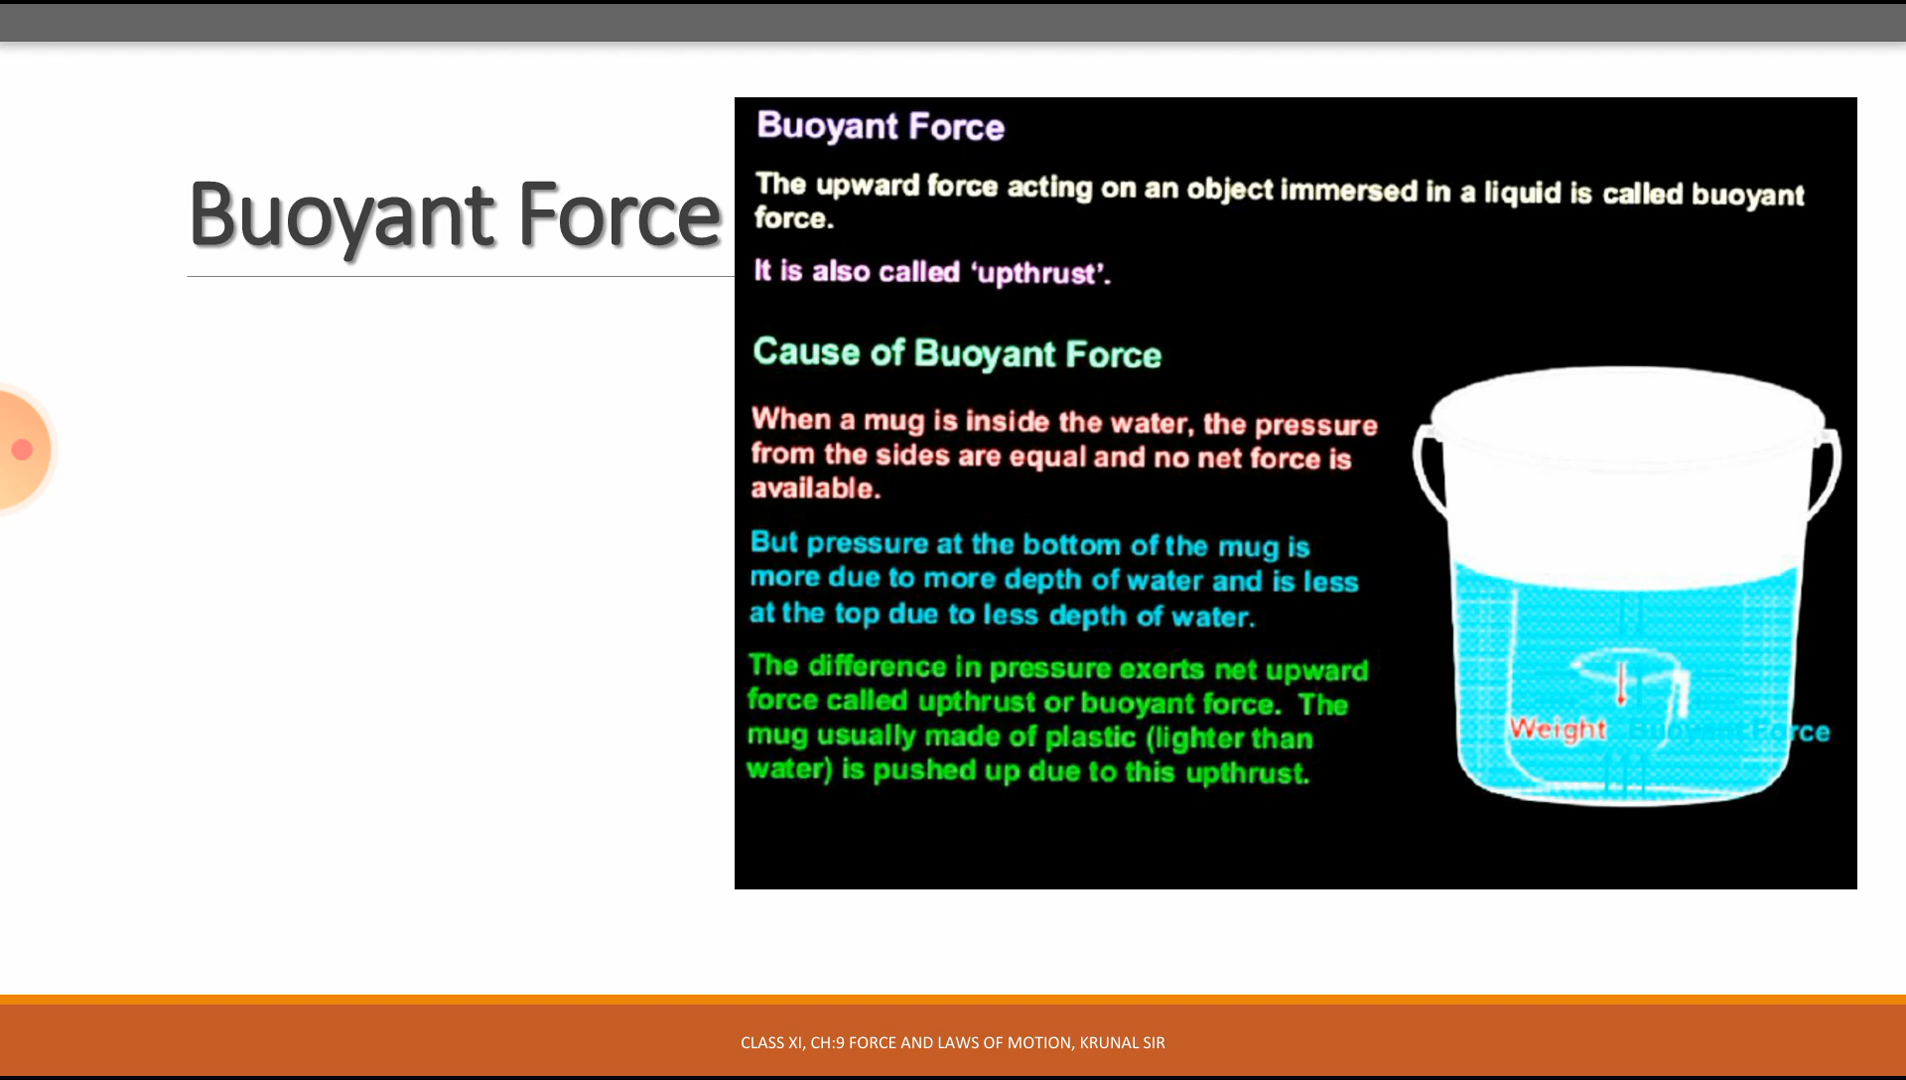 Buoyant Force
Buoyant Force
The upward force acting on an object immersed in a liquid is called buoyant
force.
It is also called ‘upthrust’.
Cause of Buoyant Force
When a mug is inside the water, the pressure
from the sides are equal and no net force is
available.
But pressure at the bottom of the mug is
more due to more depth of water and is less
at the top due to less depth of water.
The difference in pressure exerts net upward
force called upthrust or buoyant force. The
mug usually made of plastic (lighter than
water) is pushed up due to this upthrust.
Weight Buoyant Force
CLASS XI, CH:9 FORCE AND LAWS OF MOTION, KRUNAL SIR